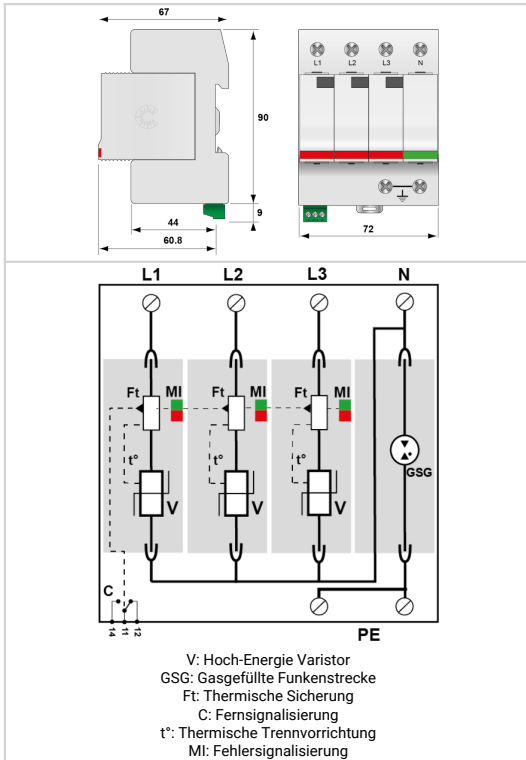 67
L1 L2 L3 N
90
9
44
60.8
72
L1 L2 L3 N
Ft MI Ft MI Ft MI
t° t° t°
V V V
GSG
C
14 11 12
PE
V: Hoch-Energie Varistor
GSG: Gasgefüllte Funkenstrecke
Ft: Thermische Sicherung
C: Fernsignalisierung
t°: Thermische Trennvorrichtung
MI: Fehlersignalisierung